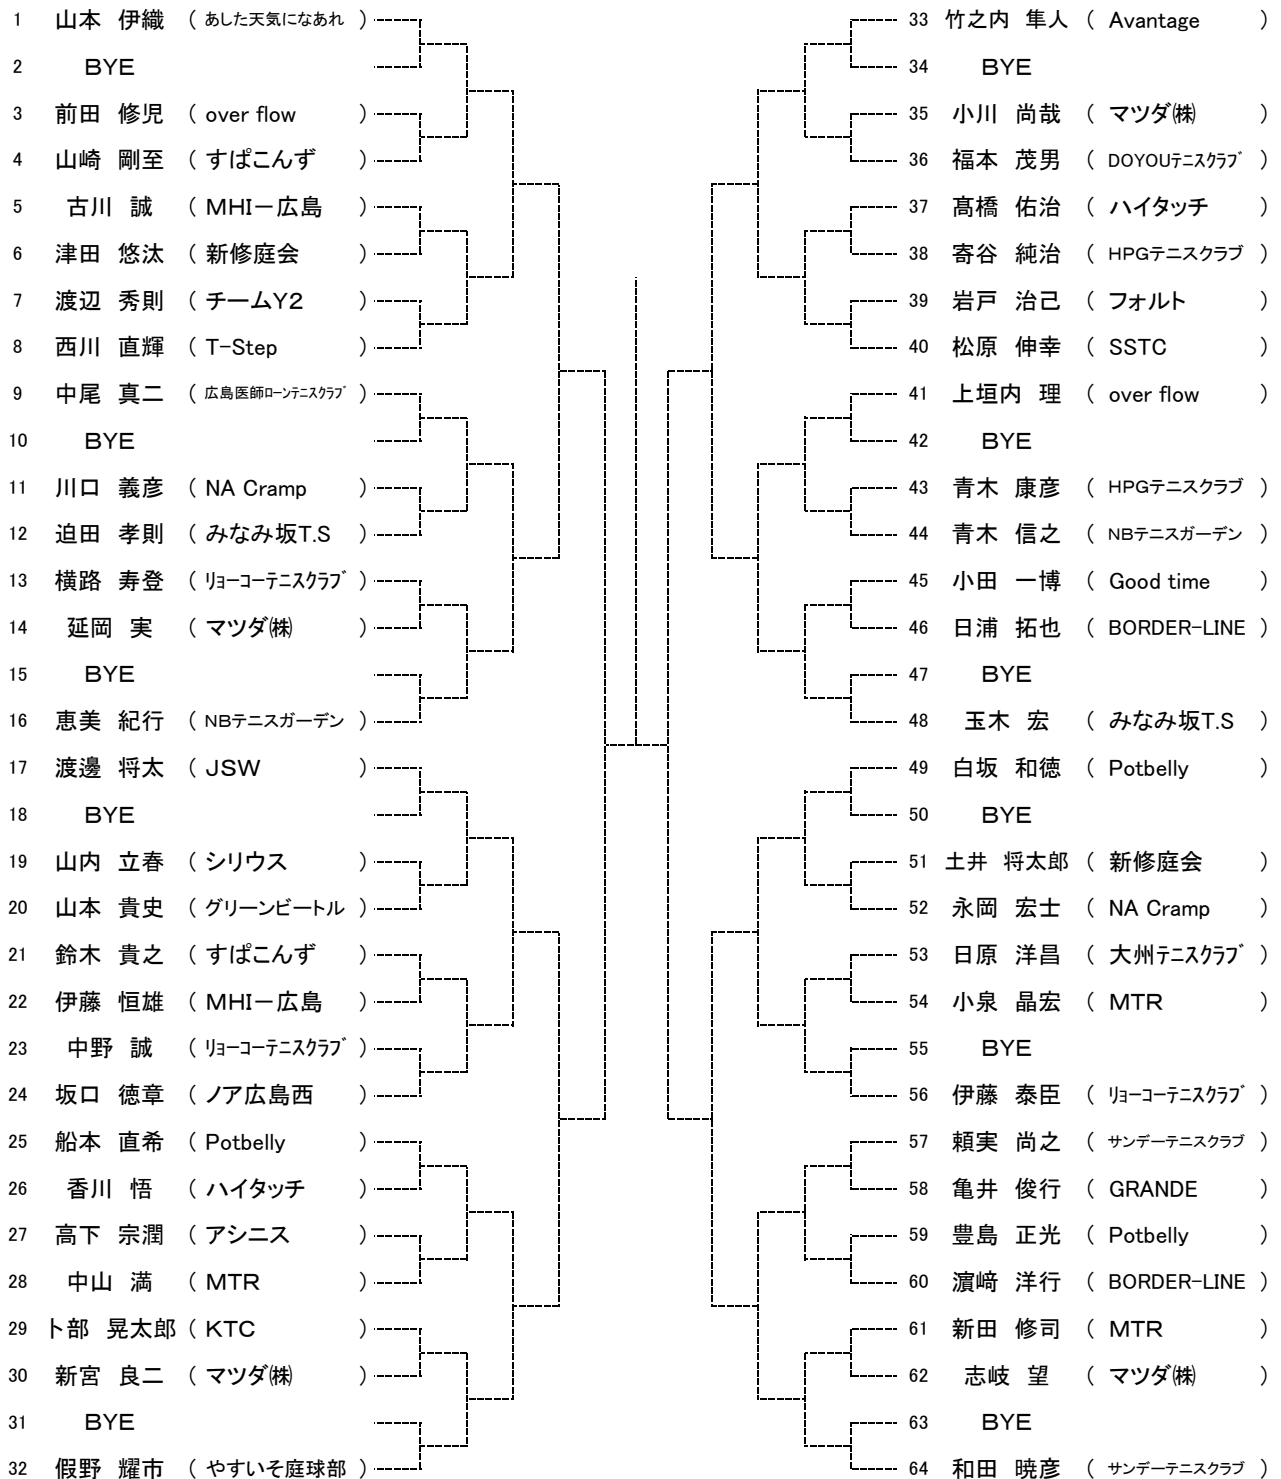 1 山本 伊織 ( あした天気になあれ )
2 BYE
3 前田 修児 ( over flow )
4 山崎 剛至 ( すぱこんず )
5 古川 誠 ( MHI－広島 )
6 津田 悠汰 ( 新修庭会 )
7 渡辺 秀則 ( チームY2 )
8 西川 直輝 ( T-Step )
9 中尾 真二 ( 広島医師ﾛｰﾝﾃﾆｽｸﾗﾌﾞ )
10 BYE
11 川口 義彦 ( NA Cramp )
12 迫田 孝則 ( みなみ坂T.S )
13 横路 寿登 ( ﾘｮｰｺｰﾃﾆｽｸﾗﾌﾞ )
14 延岡 実 ( マツダ㈱ )
15 BYE
16 恵美 紀行 ( NBテニスガーデン )
17 渡邊 将太 ( JSW )
18 BYE
19 山内 立春 ( シリウス )
20 山本 貴史 ( グリーンビートル )
21 鈴木 貴之 ( すぱこんず )
22 伊藤 恒雄 ( MHI－広島 )
23 中野 誠 ( ﾘｮｰｺｰﾃﾆｽｸﾗﾌﾞ )
24 坂口 徳章 ( ノア広島西 )
25 船本 直希 ( Potbelly )
26 香川 悟 ( ハイタッチ )
27 高下 宗潤 ( アシニス )
28 中山 満 ( MTR )
29 卜部 晃太郎 ( KTC )
30 新宮 良二 ( マツダ㈱ )
31 BYE
32 假野 耀市 ( やすいそ庭球部 )
33 竹之内 隼人 ( Avantage )
34 BYE
35 小川 尚哉 ( マツダ㈱ )
36 福本 茂男 ( DOYOUﾃﾆｽｸﾗﾌﾞ )
37 髙橋 佑治 ( ハイタッチ )
38 寄谷 純治 ( HPGテニスクラブ )
39 岩戸 治己 ( フォルト )
40 松原 伸幸 ( SSTC )
41 上垣内 理 ( over flow )
42 BYE
43 青木 康彦 ( HPGテニスクラブ )
44 青木 信之 ( NBテニスガーデン )
45 小田 一博 ( Good time )
46 日浦 拓也 ( BORDER-LINE )
47 BYE
48 玉木 宏 ( みなみ坂T.S )
49 白坂 和徳 ( Potbelly )
50 BYE
51 土井 将太郎 ( 新修庭会 )
52 永岡 宏士 ( NA Cramp )
53 日原 洋昌 ( 大州ﾃﾆｽｸﾗﾌﾞ )
54 小泉 晶宏 ( MTR )
55 BYE
56 伊藤 泰臣 ( ﾘｮｰｺｰﾃﾆｽｸﾗﾌﾞ )
57 頼実 尚之 ( サンデーテニスクラブ )
58 亀井 俊行 ( GRANDE )
59 豊島 正光 ( Potbelly )
60 濵﨑 洋行 ( BORDER-LINE )
61 新田 修司 ( MTR )
62 志岐 望 ( マツダ㈱ )
63 BYE
64 和田 暁彦 ( サンデーテニスクラブ )